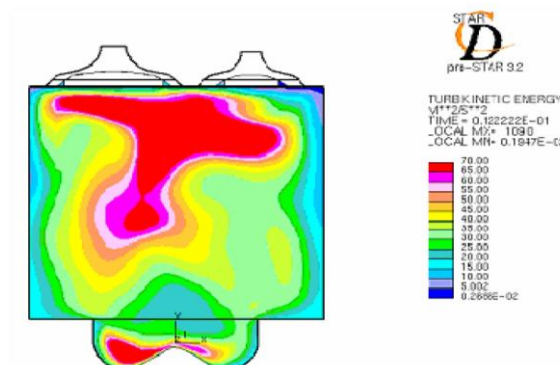 STAR
CD
pro-STAR 3.2
TURB KINETIC ENERGY
M**2/S**2
TIME = 0.122222E-01
LOCAL MX= 1090
LOCAL MN= 0.1947E-0
70.00
65.00
60.00
55.00
50.00
45.00
40.00
35.00
30.00
25.00
20.00
15.00
10.00
5.002
0.2686E-02
Y
X